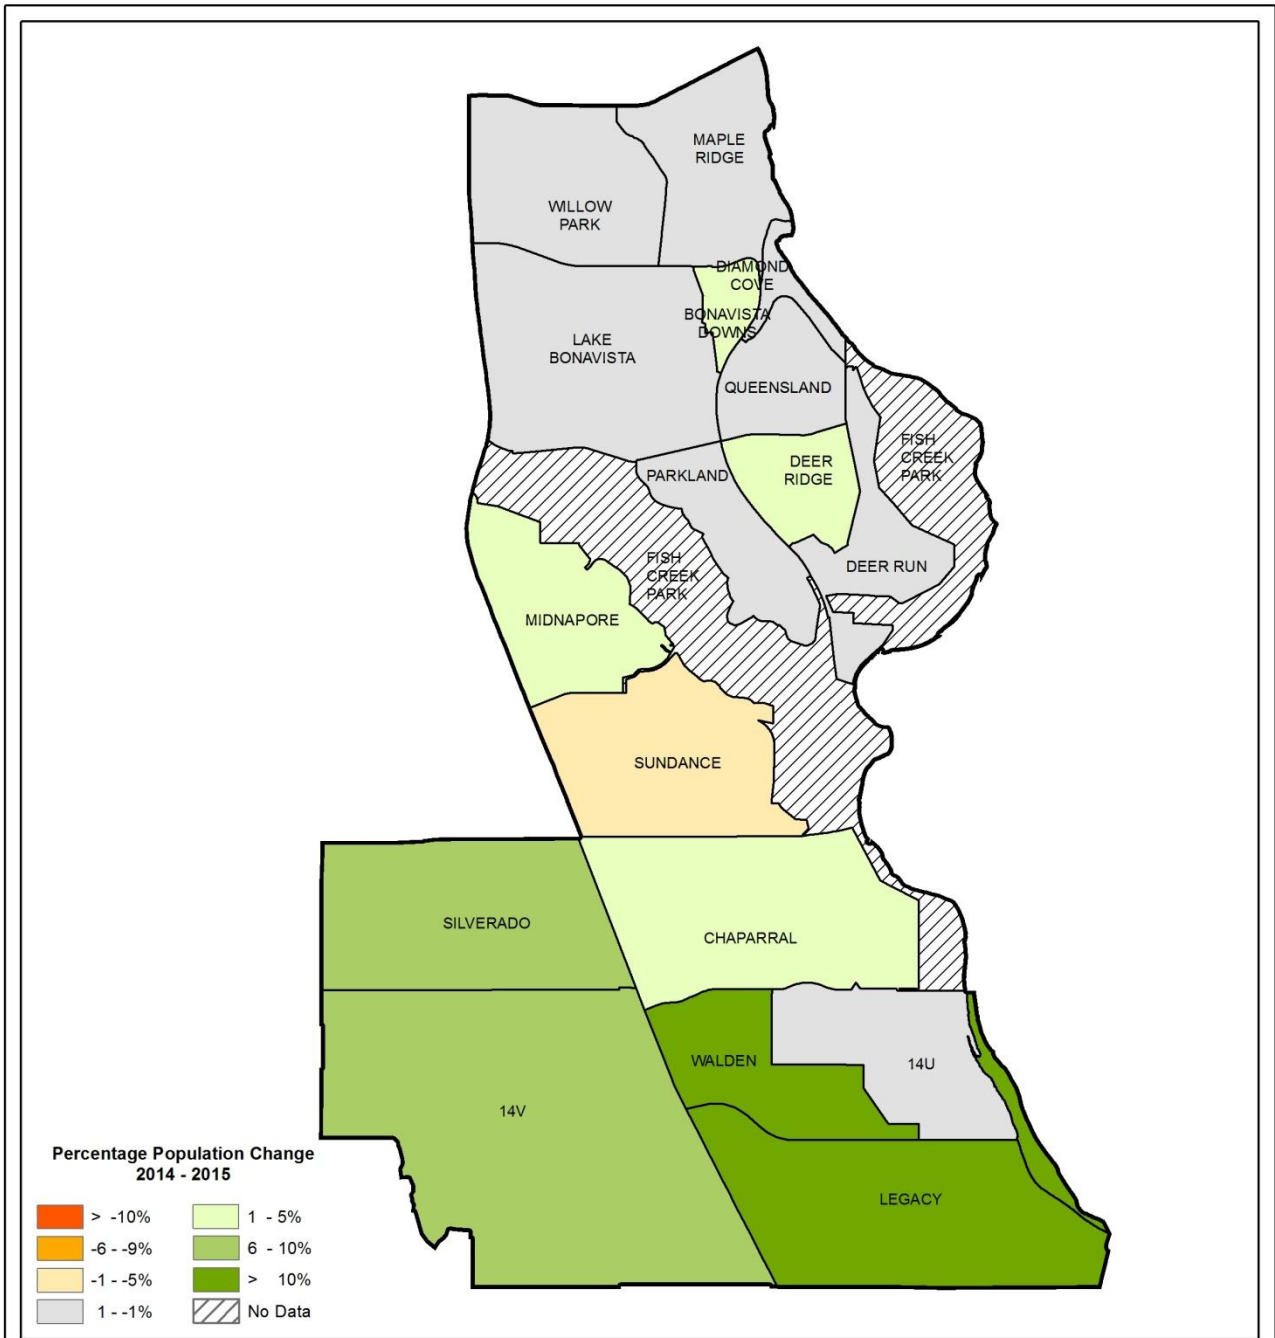 MAPLE
RIDGE
WILLOW
PARK
DIAMOND
COVE
BONAVISTA
DOWNS
LAKE
BONAVISTA
QUEENSLAND
FISH
CREEK
PARK
DEER
RIDGE
PARKLAND
FISH
CREEK
PARK
DEER RUN
MIDNAPORE
SUNDANCE
SILVERADO
CHAPARRAL
WALDEN
14U
14V
LEGACY
Percentage Population Change
2014 - 2015
> -10%
-6 - -9%
-1 - -5%
1 - -1%
1 - 5%
6 - 10%
> 10%
No Data